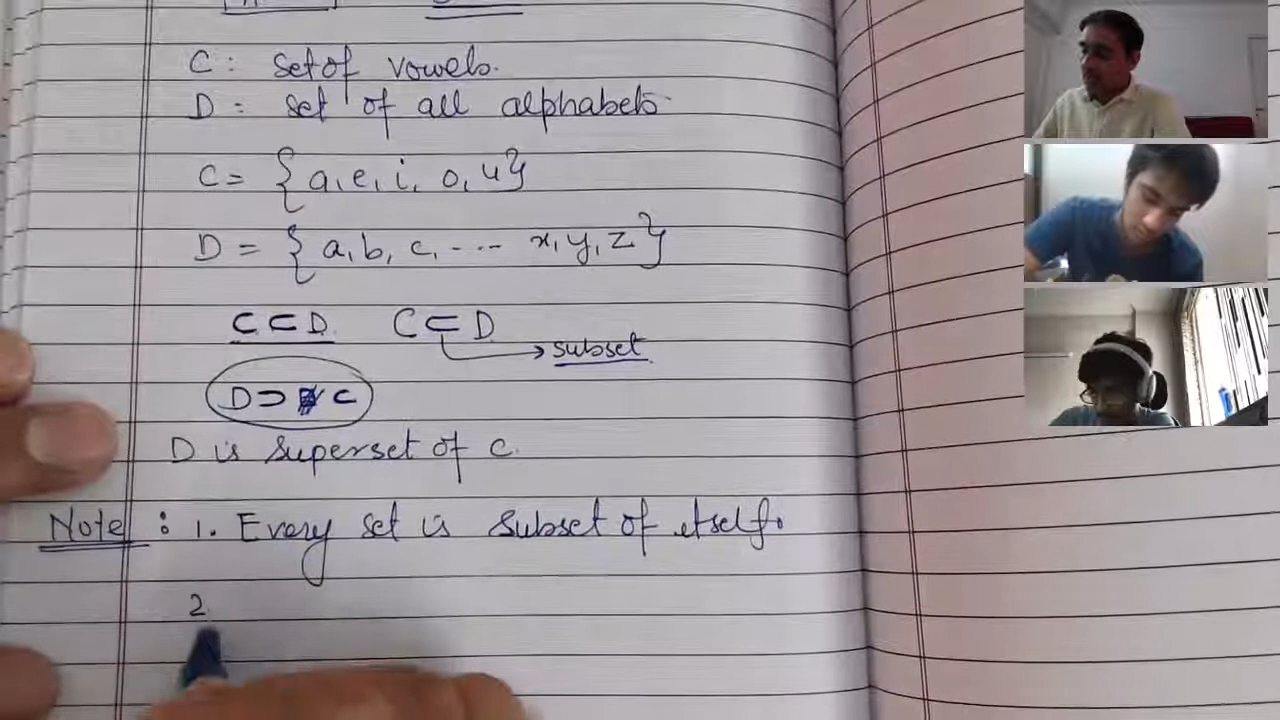 C : set of vowels.
D : set of all alphabets.
C = {a, e, i, o, u}
D = {a, b, c, ---- x, y, z}
C ⊂ D. C ⊂ D
→ subset
D ⊃ C
D is superset of C.
Note : 1. Every set is subset of itself.
2